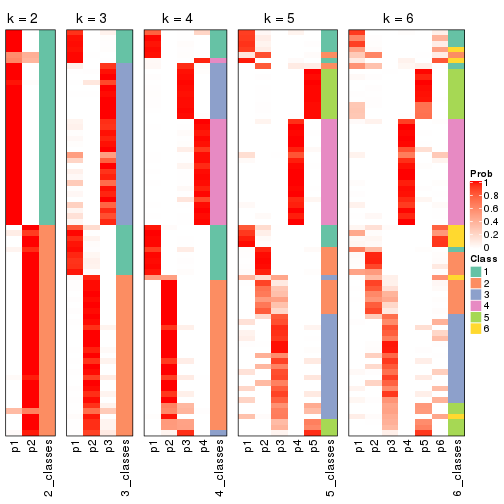 k = 2
k = 3
k = 4
k = 5
k = 6
Prob
1
0.8
0.6
0.4
0.2
0
Class
1
2
3
4
5
6
p1
p2
2_classes
p1
p2
p3
3_classes
p1
p2
p3
p4
4_classes
p1
p2
p3
p4
p5
5_classes
p1
p2
p3
p4
p5
p6
6_classes